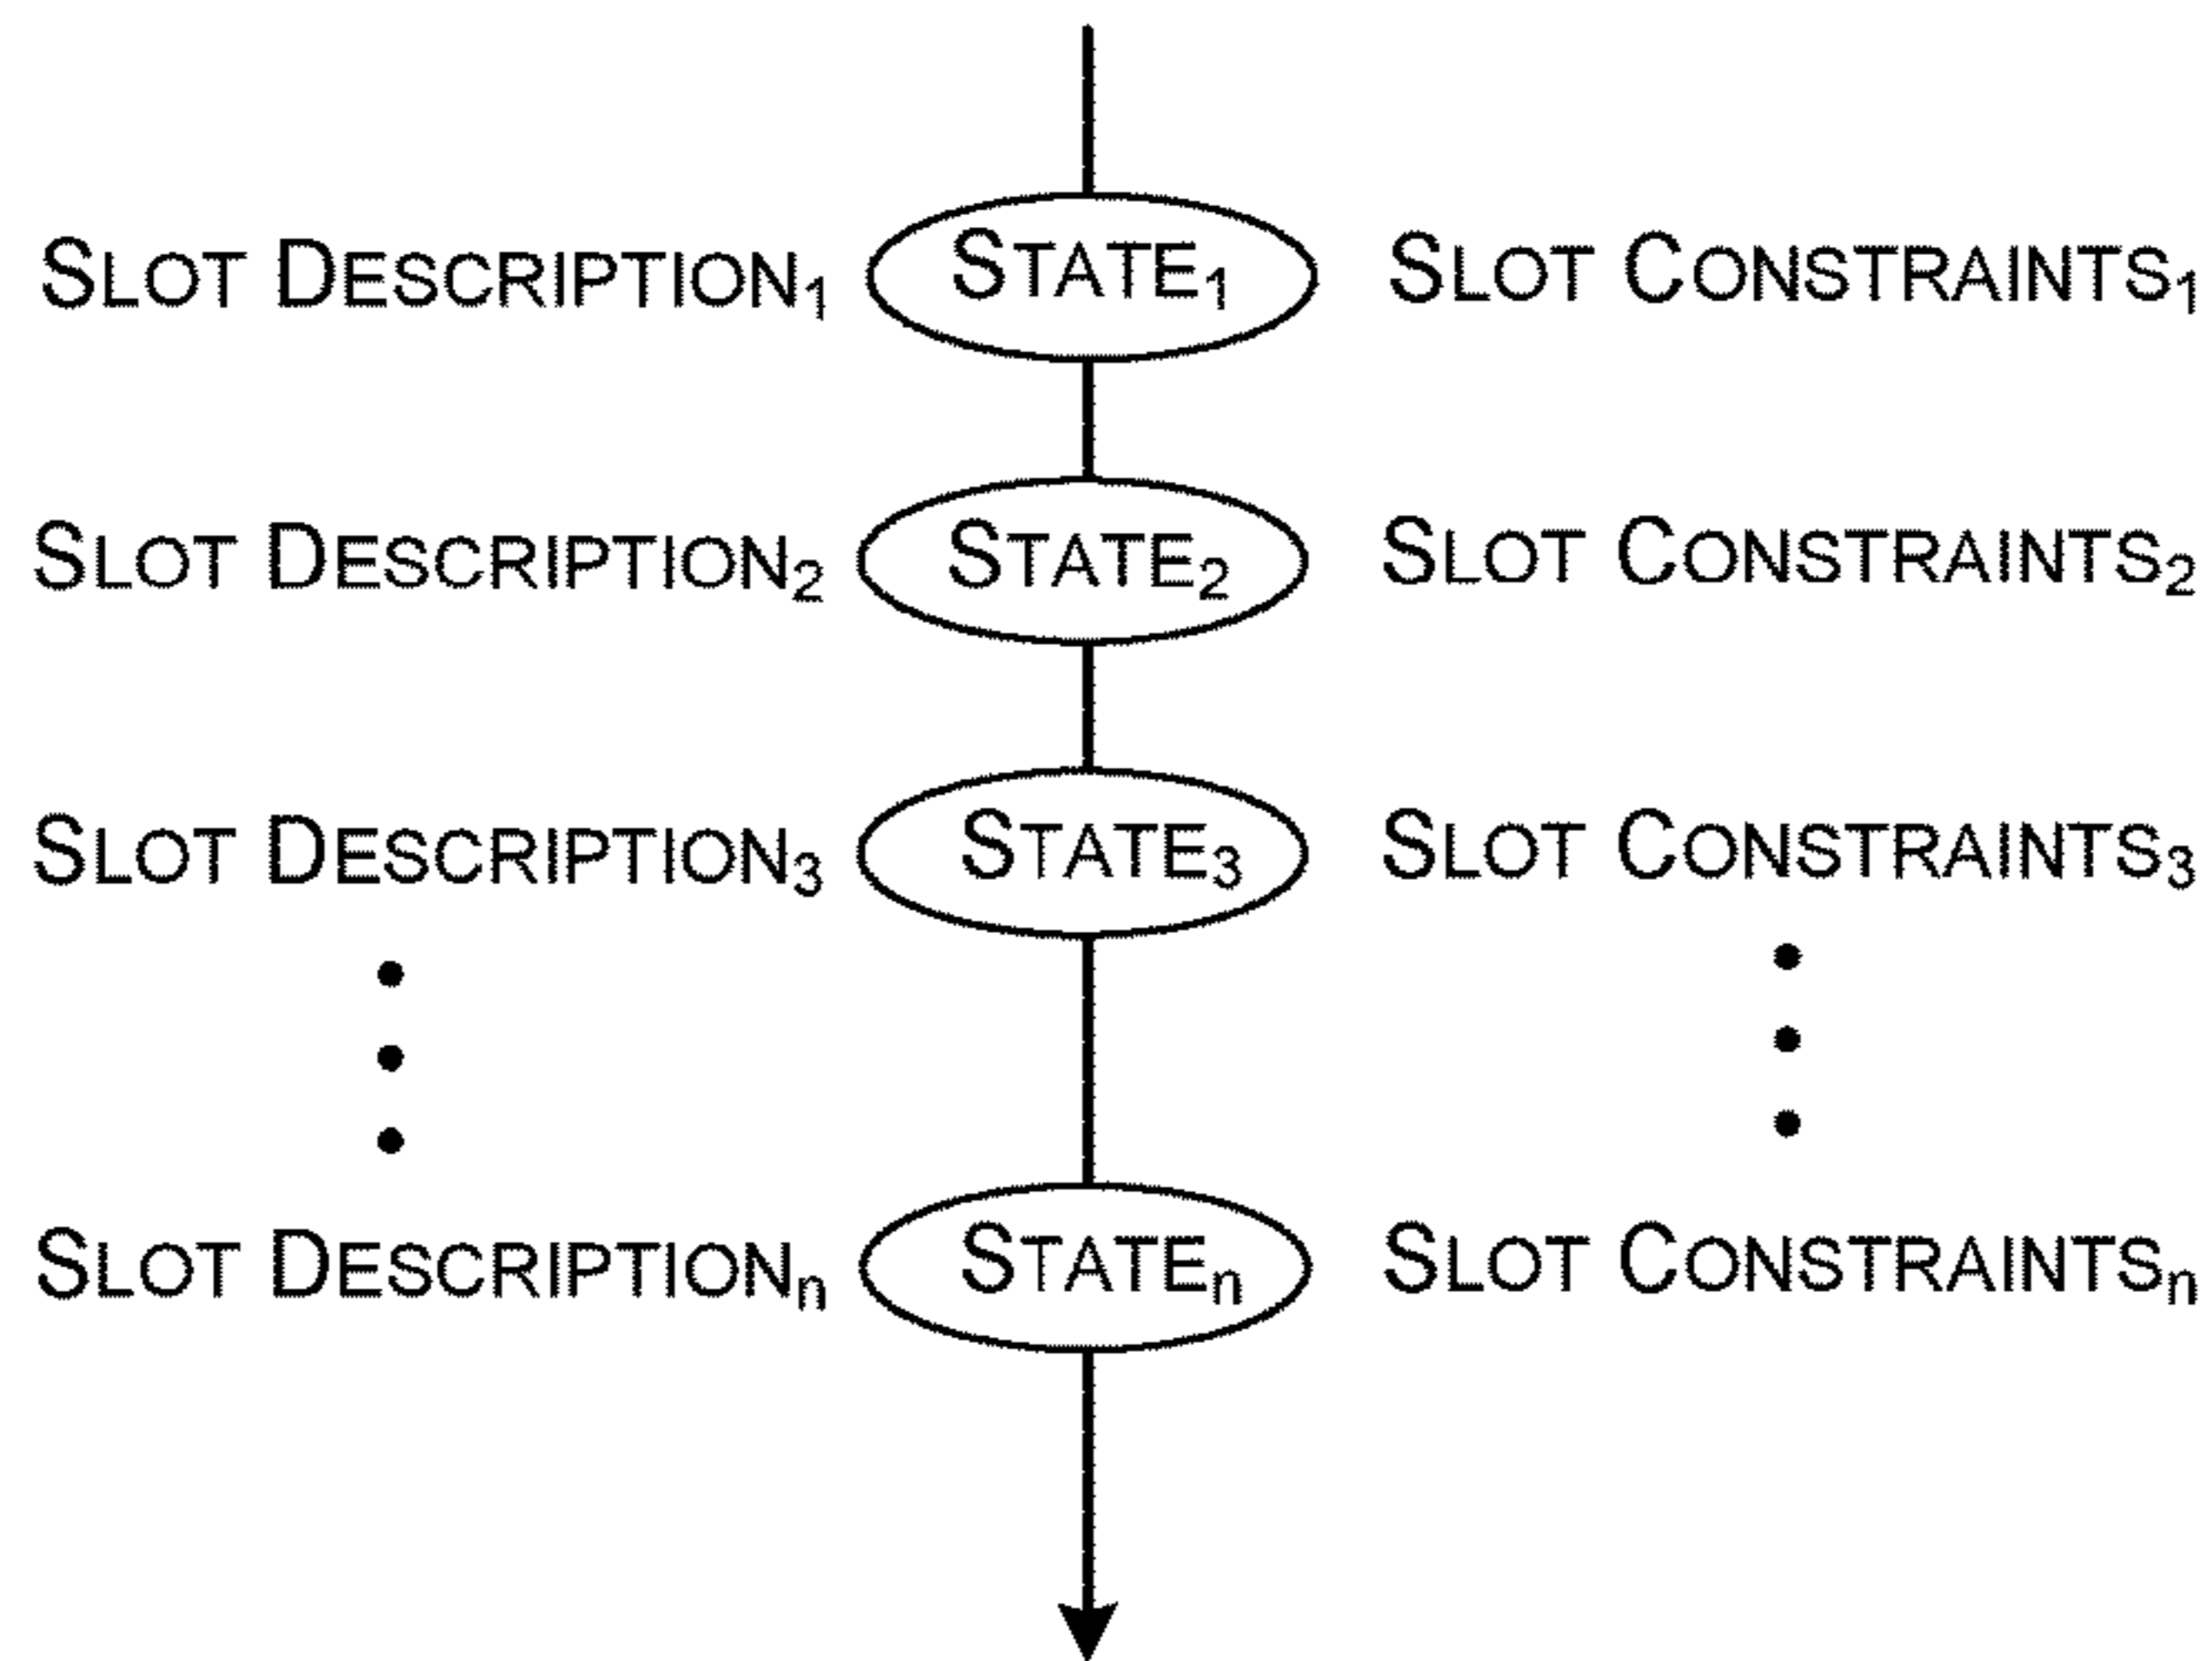 SLOT DESCRIPTION₁ STATE₁ SLOT CONSTRAINTS₁
SLOT DESCRIPTION₂ STATE₂ SLOT CONSTRAINTS₂
SLOT DESCRIPTION₃ STATE₃ SLOT CONSTRAINTS₃
SLOT DESCRIPTIONₙ STATEₙ SLOT CONSTRAINTSₙ